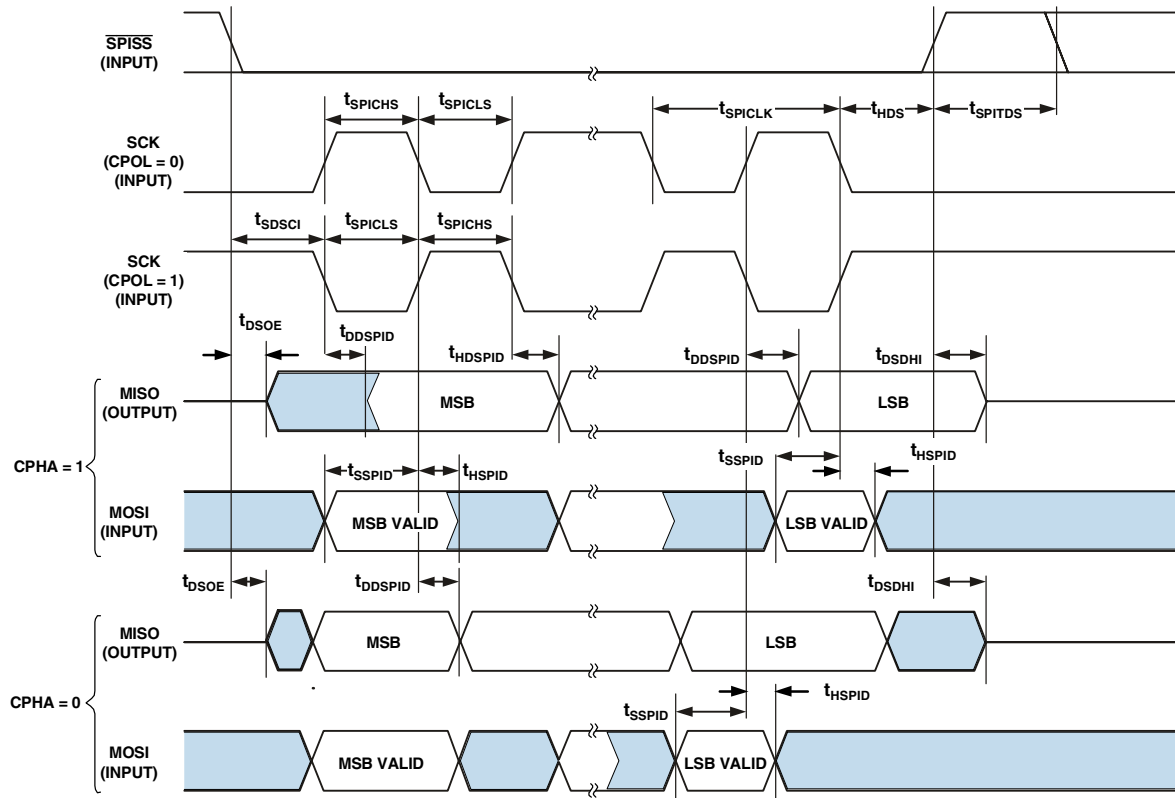 SPISS
(INPUT)
tSPICHS
tSPICLS
tSPICLK
tHDS
tSPITDS
SCK
(CPOL = 0)
(INPUT)
tSDSCI
tSPICLS
tSPICHS
SCK
(CPOL = 1)
(INPUT)
tDSOE
tDDSPID
tHDSPID
tDDSPID
tDSDHI
MISO
(OUTPUT)
MSB
LSB
CPHA = 1
tSSPID
tHSPID
tSSPID
tHSPID
MOSI
(INPUT)
MSB VALID
LSB VALID
tDSOE
tDDSPID
tDSDHI
MISO
(OUTPUT)
MSB
LSB
CPHA = 0
tSSPID
tHSPID
MOSI
(INPUT)
MSB VALID
LSB VALID